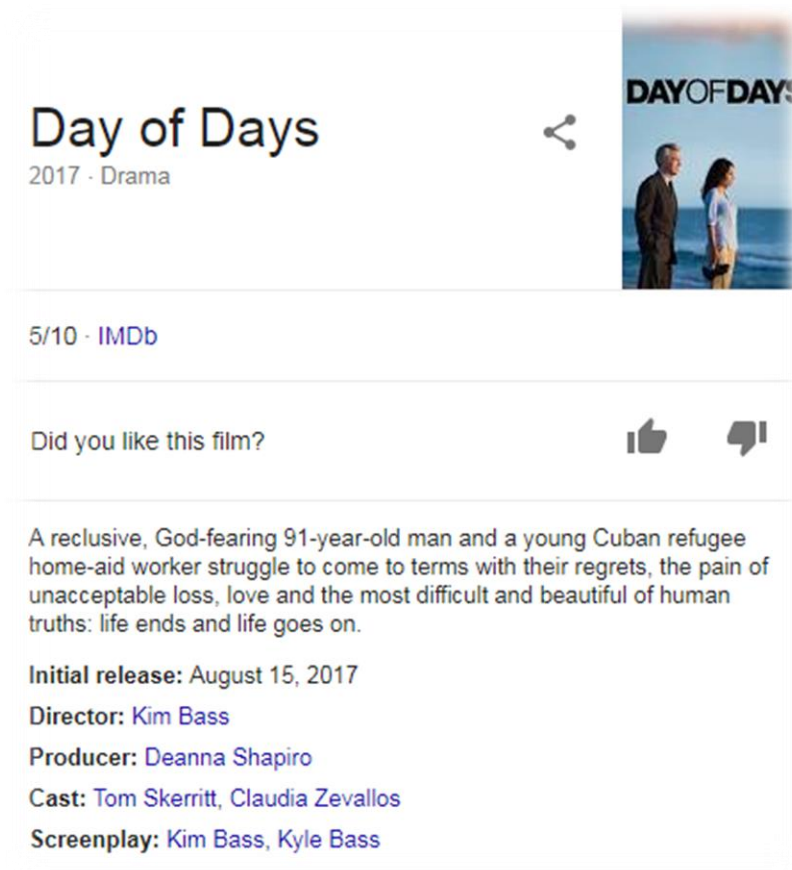 DAYOFDAYS
Day of Days
2017 · Drama
5/10 · IMDb
Did you like this film?
A reclusive, God-fearing 91-year-old man and a young Cuban refugee
home-aid worker struggle to come to terms with their regrets, the pain of
unacceptable loss, love and the most difficult and beautiful of human
truths: life ends and life goes on.
Initial release: August 15, 2017
Director: Kim Bass
Producer: Deanna Shapiro
Cast: Tom Skerritt, Claudia Zevallos
Screenplay: Kim Bass, Kyle Bass